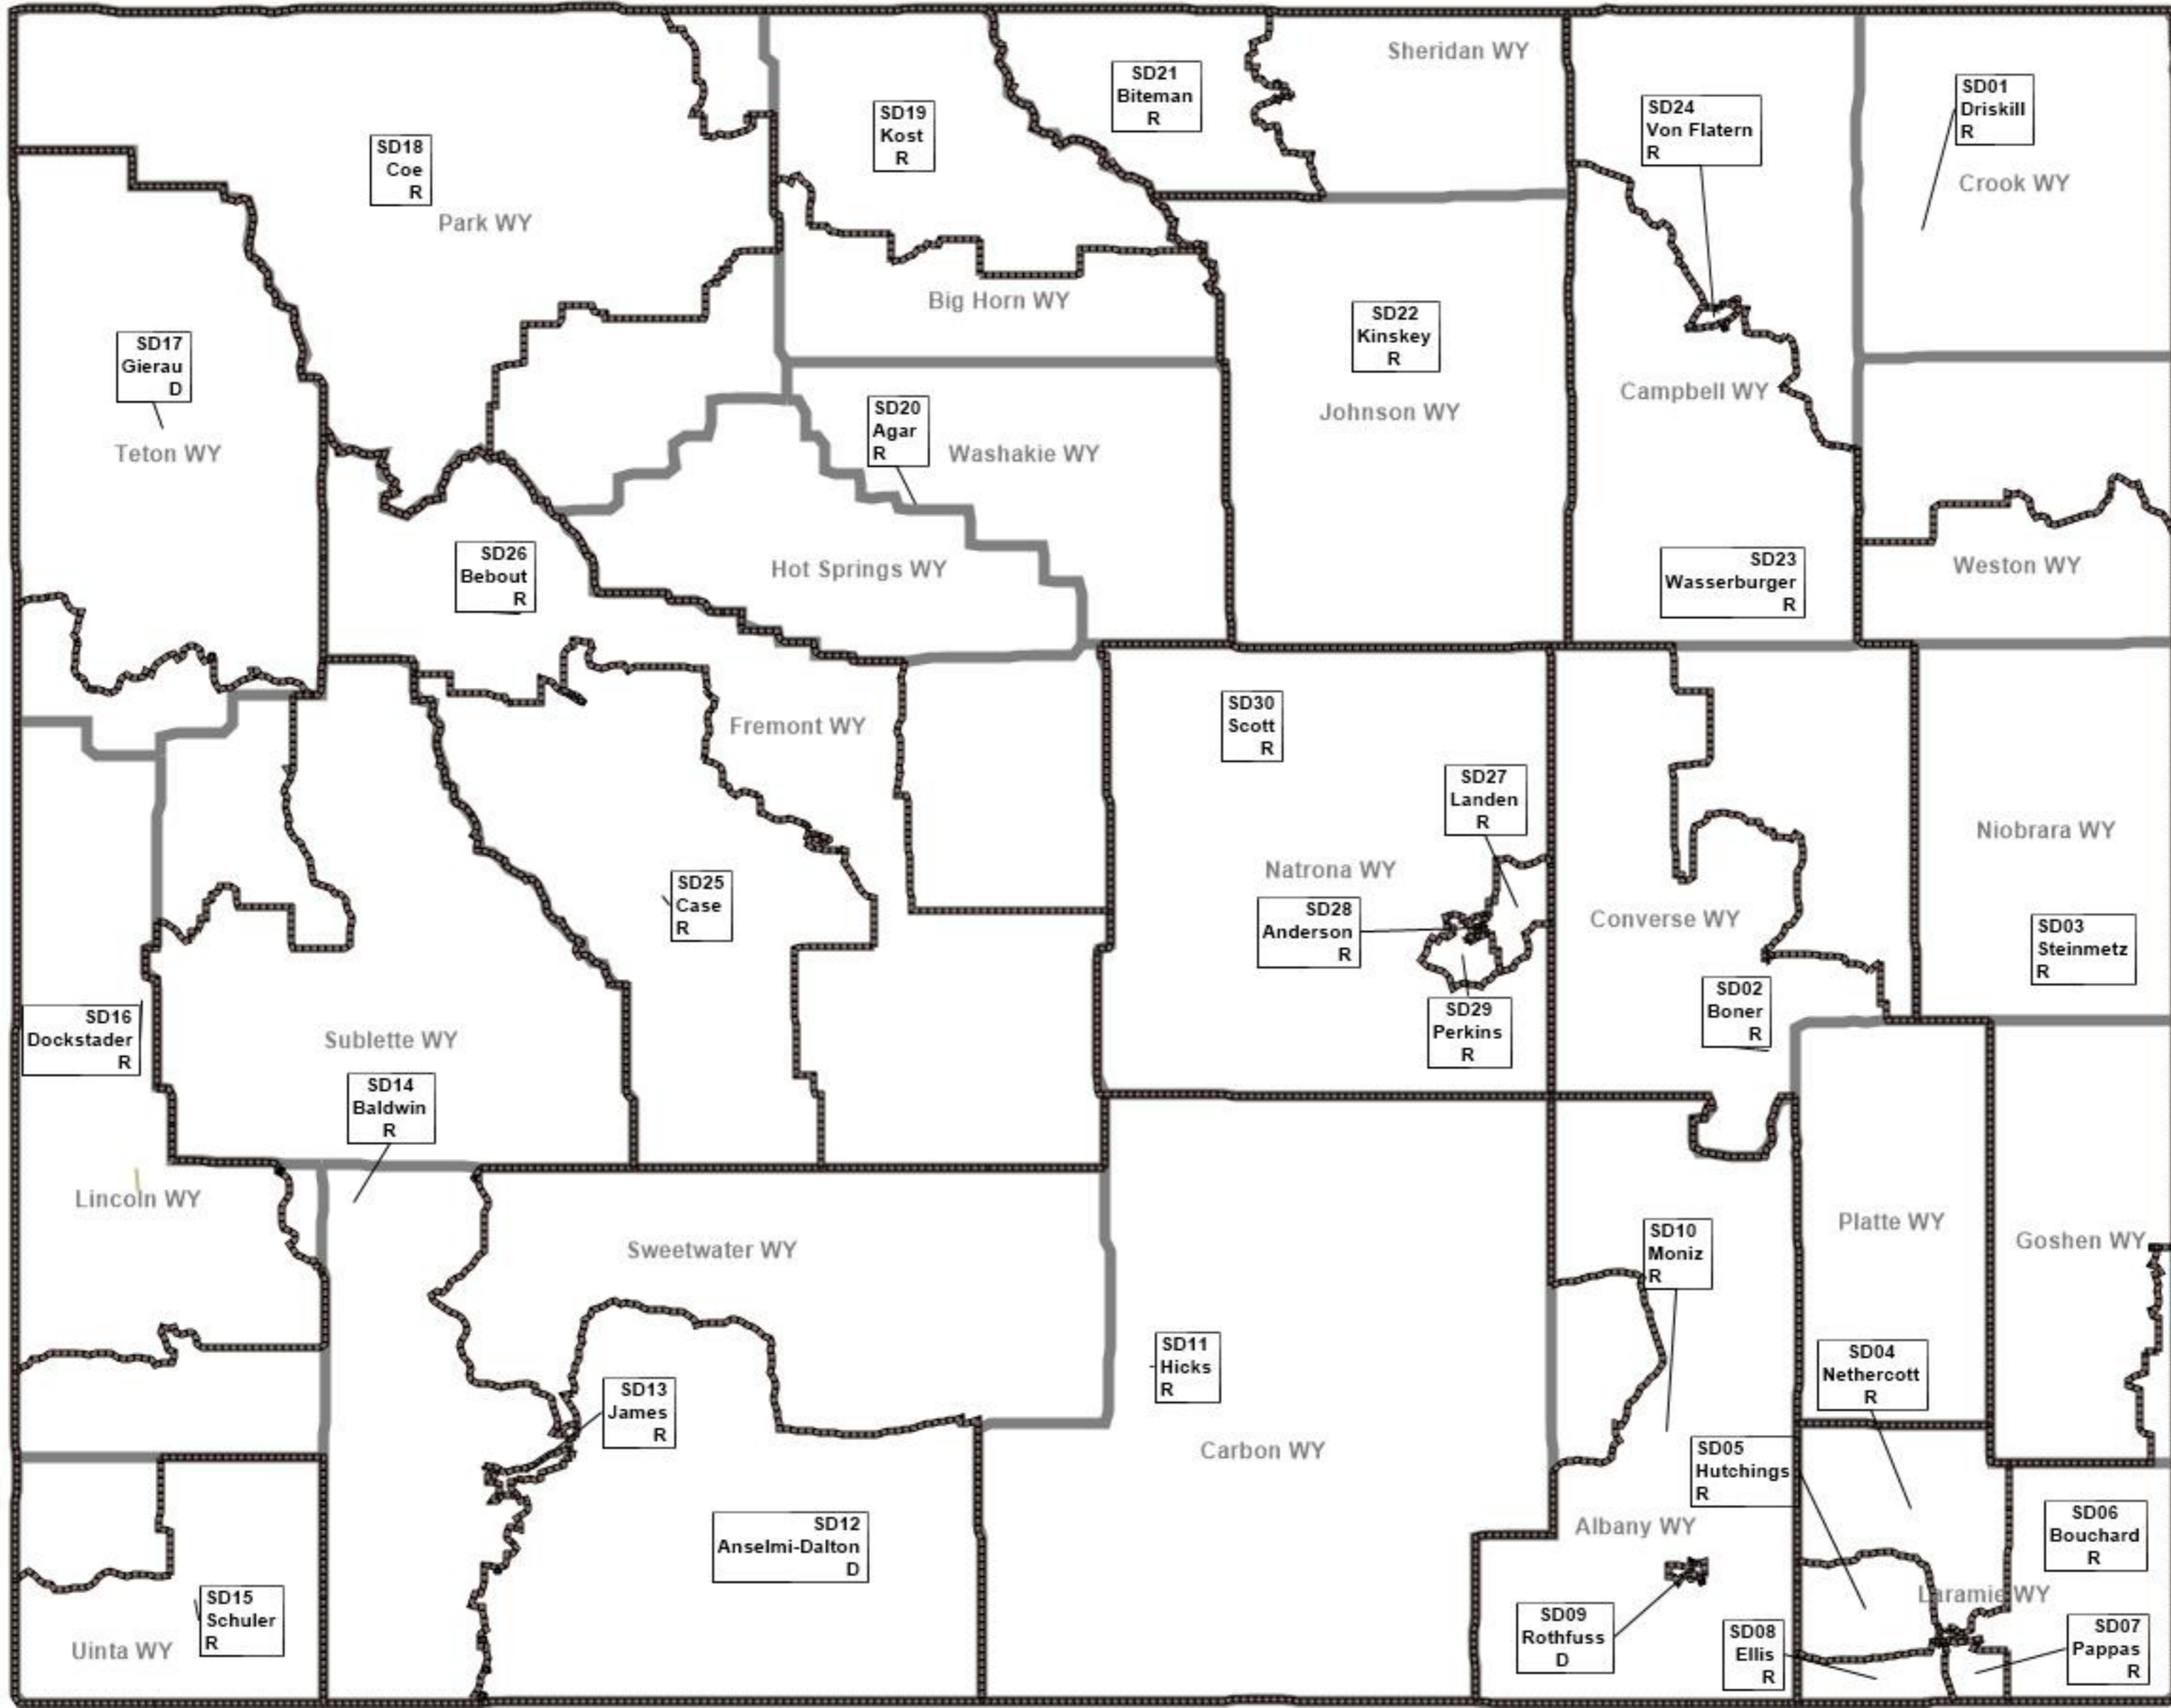 Sheridan WY
SD21
Biteman
R
SD01
Driskill
R
SD24
Von Flatern
R
SD19
Kost
R
SD18
Coe
R
Crook WY
Park WY
Big Horn WY
SD22
Kinskey
R
SD17
Gierau
D
Campbell WY
Johnson WY
SD20
Agar
R
Teton WY
Washakie WY
SD26
Bebout
R
Hot Springs WY
SD23
Wasserburger
R
Weston WY
SD30
Scott
R
Fremont WY
SD27
Landen
R
Niobrara WY
Natrona WY
SD25
Case
R
SD28
Anderson
R
Converse WY
SD03
Steinmetz
R
SD02
Boner
R
SD29
Perkins
R
SD16
Dockstader
R
Sublette WY
SD14
Baldwin
R
Lincoln WY
Sweetwater WY
SD10
Moniz
R
Platte WY
Goshen WY
SD11
Hicks
R
SD04
Nethercott
R
SD13
James
R
Carbon WY
SD05
Hutchings
R
SD12
Anselmi-Dalton
D
Albany WY
SD06
Bouchard
R
SD15
Schuler
R
Laramie WY
Uinta WY
SD09
Rothfuss
D
SD08
Ellis
R
SD07
Pappas
R